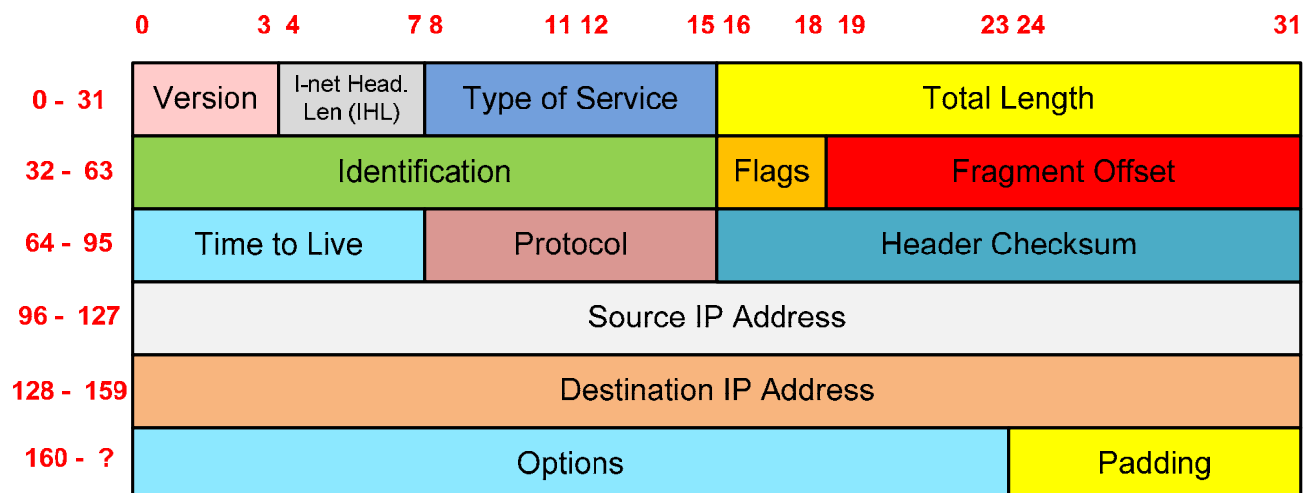 0 3 4 7 8 11 12 15 16 18 19 23 24 31
0 - 31 Version I-net Head. Len (IHL) Type of Service Total Length
32 - 63 Identification Flags Fragment Offset
64 - 95 Time to Live Protocol Header Checksum
96 - 127 Source IP Address
128 - 159 Destination IP Address
160 - ? Options Padding